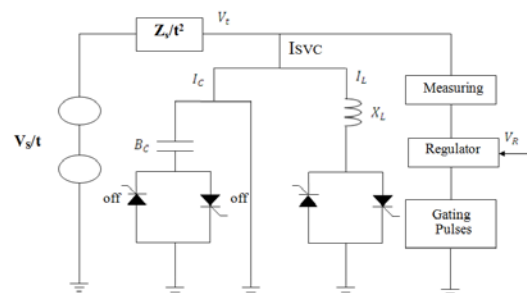 Zs/t²
Vt
ISVC
IC
IL
Measuring
XL
VS/t
BC
Regulator
VR
off
off
Gating
Pulses